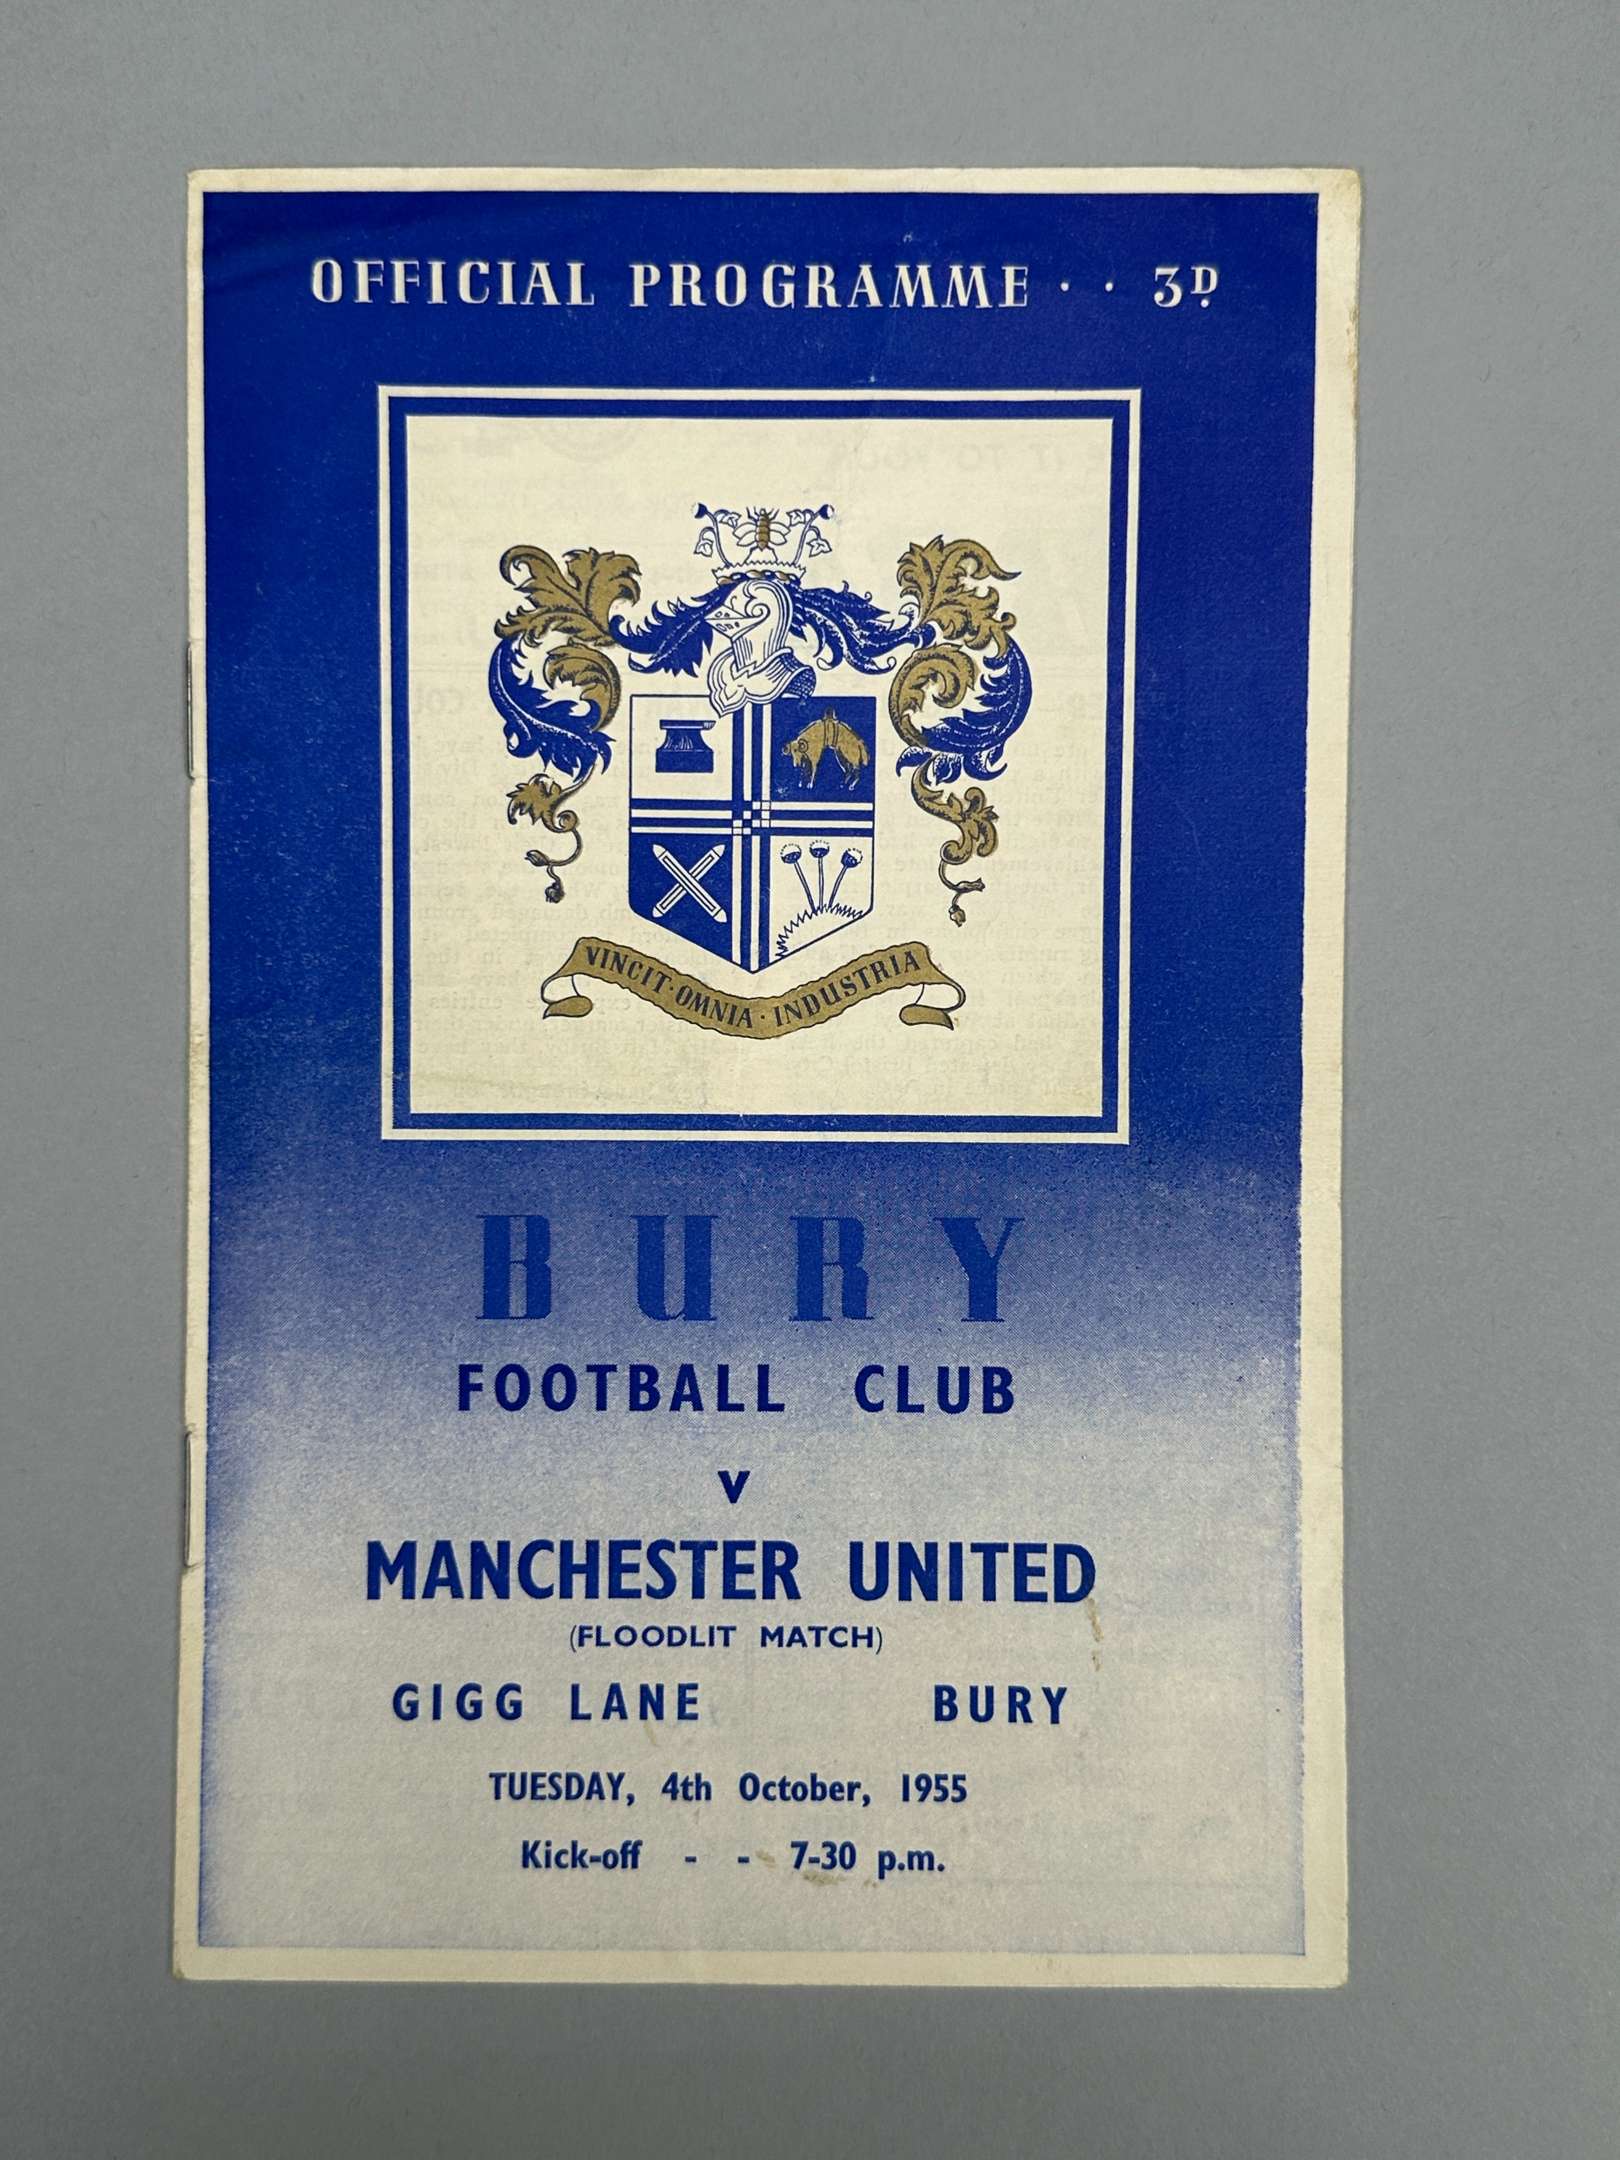 OFFICIAL PROGRAMME · · 3D.
VINCIT · OMNIA · INDUSTRIA
BURY
FOOTBALL CLUB
v
MANCHESTER UNITED
(FLOODLIT MATCH)
GIGG LANE BURY
TUESDAY, 4th October, 1955
Kick-off - - 7-30 p.m.